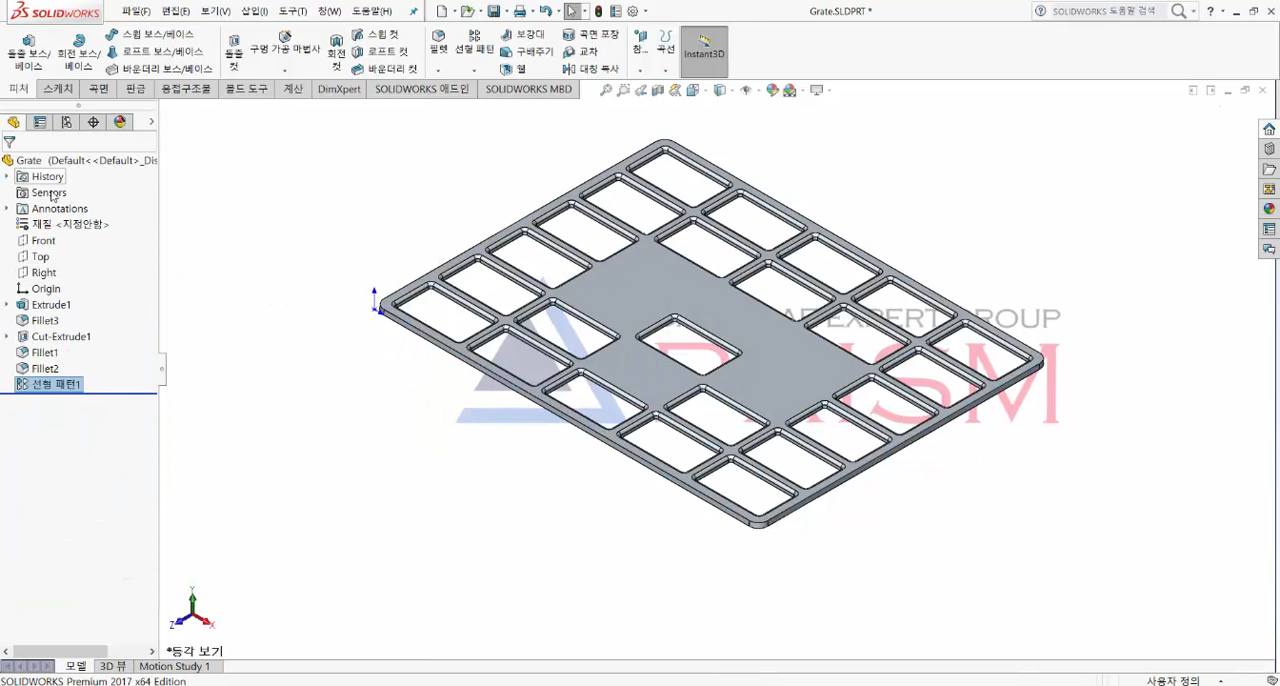 SOLIDWORKS 파일(F) 편집(E) 보기(V) 삽입(I) 도구(T) 창(W) 도움말(H) Grate.SLDPRT * SOLIDWORKS 도움말 검색
돌출 보스/베이스 회전 보스/베이스 스윕 보스/베이스 로프트 보스/베이스 바운더리 보스/베이스 돌출 컷 구멍 가공 마법사 회전 컷 스윕 컷 로프트 컷 바운더리 컷 필렛 선형 패턴 보강대 구배주기 쉘 곡면 포장 교차 대칭 복사 참... 곡선 Instant3D
피처 스케치 곡면 판금 용접구조물 몰드 도구 계산 DimXpert SOLIDWORKS 애드인 SOLIDWORKS MBD
Grate (Default<<Default>_Dis
History
Sensors
Annotations
재질 <지정안함>
Front
Top
Right
Origin
Extrude1
Fillet3
Cut-Extrude1
Fillet1
Fillet2
선형 패턴1
EXPERT GROUP
Y
Z X
*등각 보기
모델 3D 뷰 Motion Study 1
SOLIDWORKS Premium 2017 x64 Edition 사용자 정의